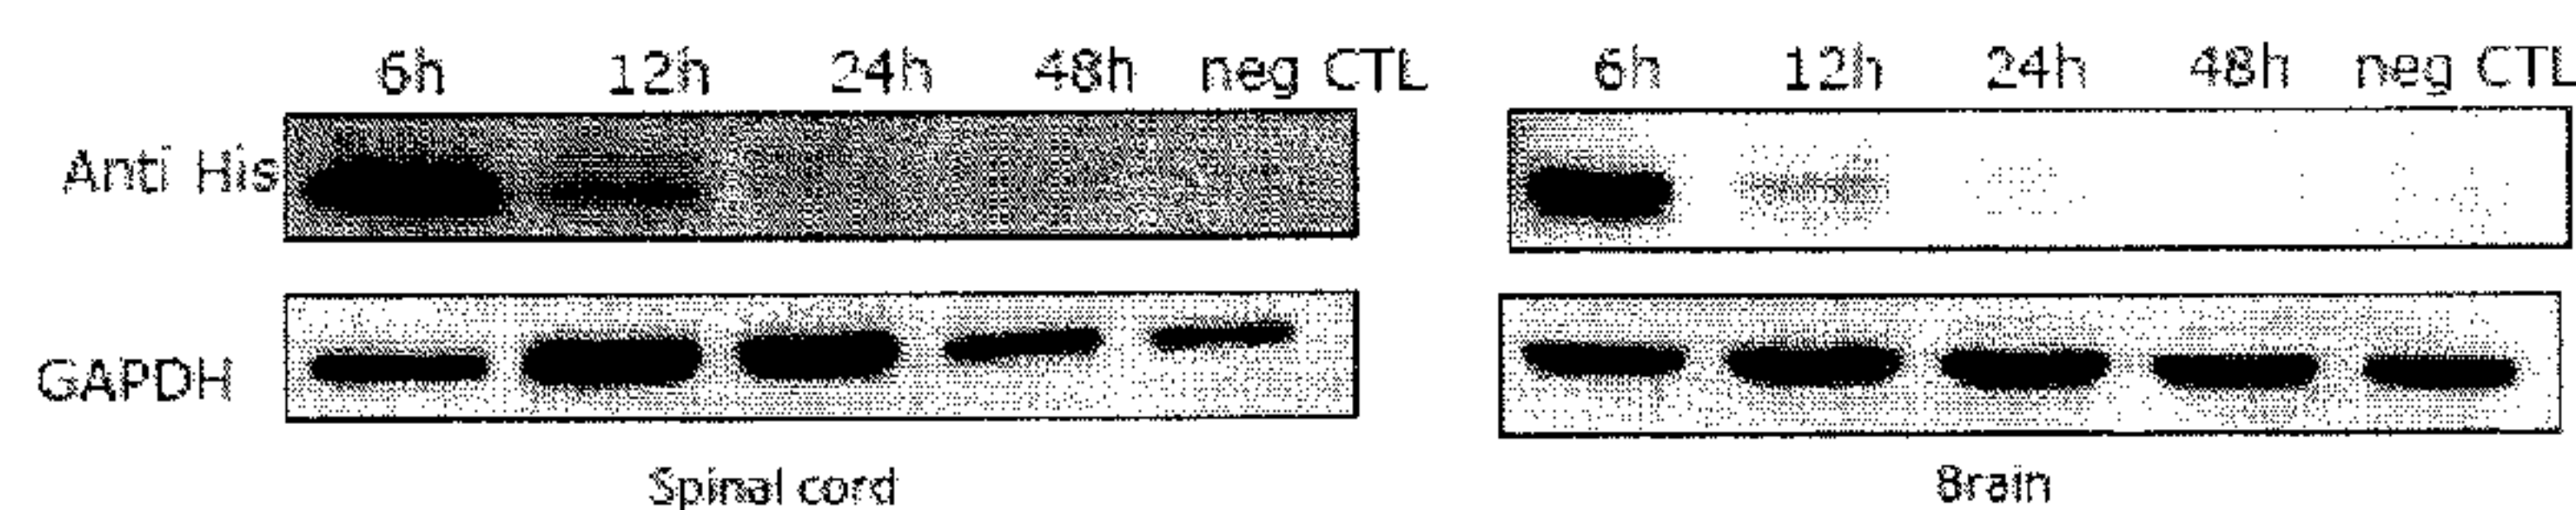 6h 12h 24h 48h neg CTL 6h 12h 24h 48h neg CTL
Anti His
GAPDH
Spinal cord Brain